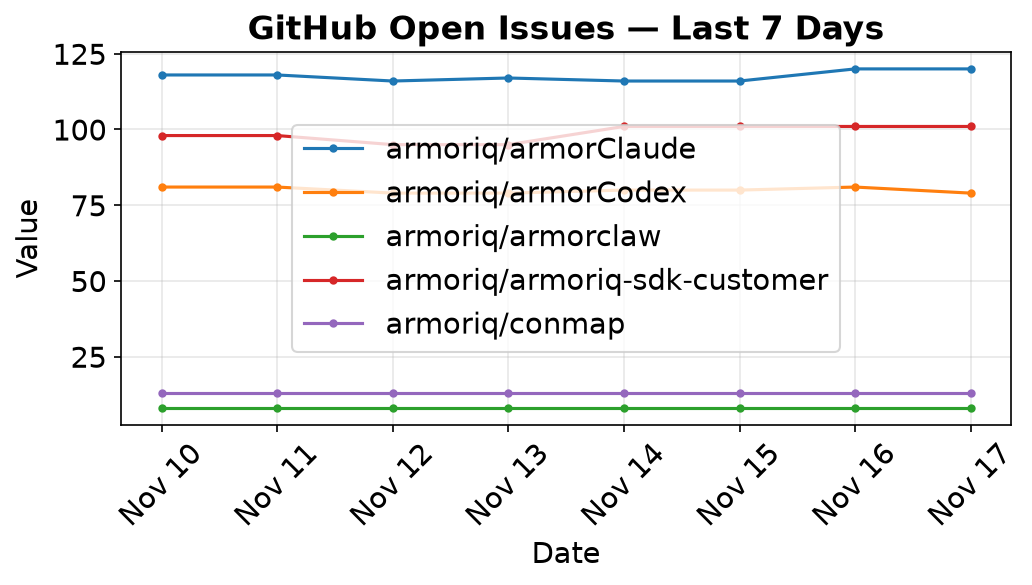 GitHub Open Issues — Last 7 Days
Value
125
100
75
50
25
armoriq/armorClaude
armoriq/armorCodex
armoriq/armorclaw
armoriq/armoriq-sdk-customer
armoriq/conmap
Nov 10
Nov 11
Nov 12
Nov 13
Nov 14
Nov 15
Nov 16
Nov 17
Date